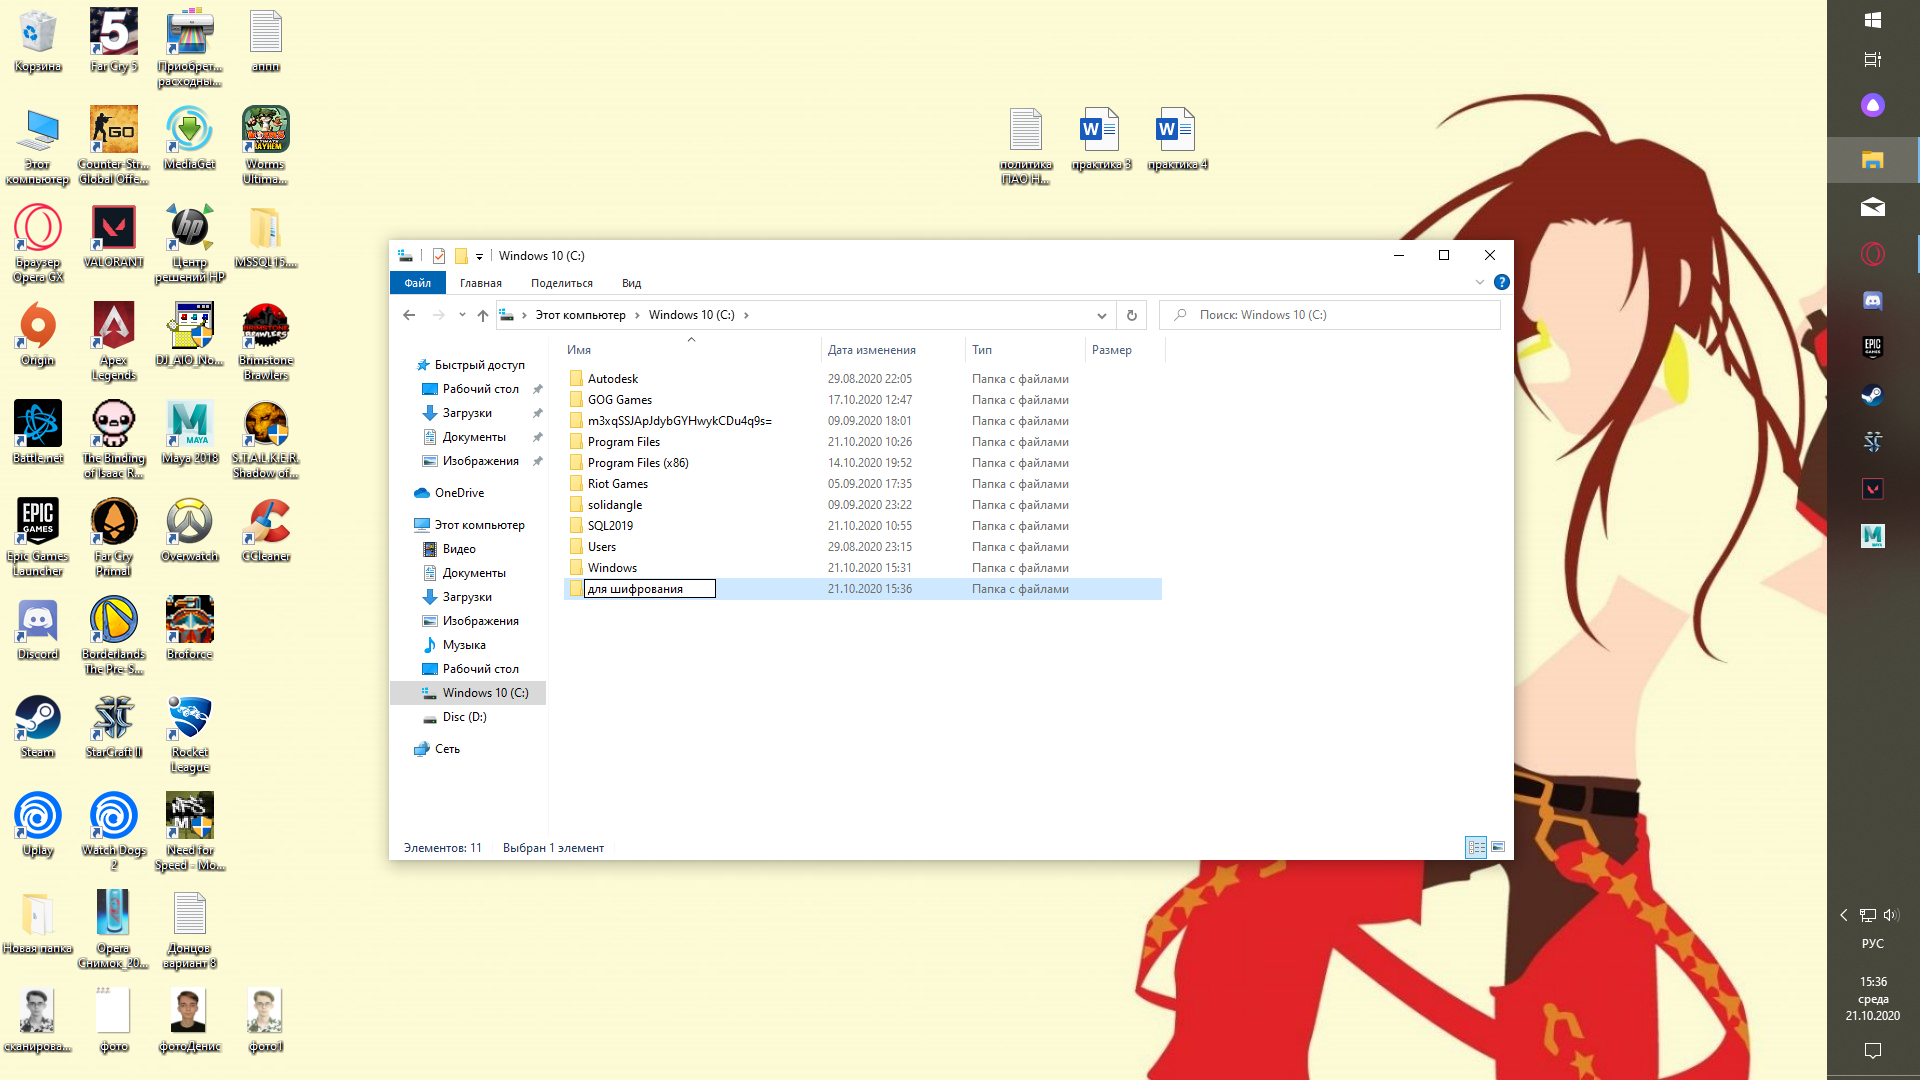 Корзина
Far Cry 5
Приобрет...
расходны...
аппп
Этот
компьютер
Counter-Str...
Global Offe...
MediaGet
Worms
Ultima...
политика
ПАО Н...
практика 3
практика 4
Браузер
Opera GX
VALORANT
Центр
решений HP
MSSQL15....
Origin
Apex
Legends
DJ_AIO_No...
Brimstone
Brawlers
Battle.net
The Binding
of Isaac R...
Maya 2018
S.T.A.L.K.E.R.
Shadow of...
Epic Games
Launcher
Far Cry
Primal
Overwatch
CCleaner
Discord
Borderlands
The Pre-S...
Broforce
Steam
StarCraft II
Rocket
League
Uplay
Watch Dogs
2
Need for
Speed - Mo...
Новая папка
Opera
Снимок_20...
Донцов
вариант 8
сканирова...
фото
фотоДенис
фото1
Windows 10 (C:)
Файл
Главная
Поделиться
Вид
Этот компьютер
Windows 10 (C:)
Поиск: Windows 10 (C:)
Быстрый доступ
Рабочий стол
Загрузки
Документы
Изображения
OneDrive
Этот компьютер
Видео
Документы
Загрузки
Изображения
Музыка
Рабочий стол
Windows 10 (C:)
Disc (D:)
Сеть
Имя Дата изменения Тип Размер
Autodesk 29.08.2020 22:05 Папка с файлами
GOG Games 17.10.2020 12:47 Папка с файлами
m3xqSSJApJdybGYHwykCDu4q9s= 09.09.2020 18:01 Папка с файлами
Program Files 21.10.2020 10:26 Папка с файлами
Program Files (x86) 14.10.2020 19:52 Папка с файлами
Riot Games 05.09.2020 17:35 Папка с файлами
solidangle 09.09.2020 23:22 Папка с файлами
SQL2019 21.10.2020 10:55 Папка с файлами
Users 29.08.2020 23:15 Папка с файлами
Windows 21.10.2020 15:31 Папка с файлами
для шифрования 21.10.2020 15:36 Папка с файлами
Элементов: 11
Выбран 1 элемент
РУС
15:36
среда
21.10.2020